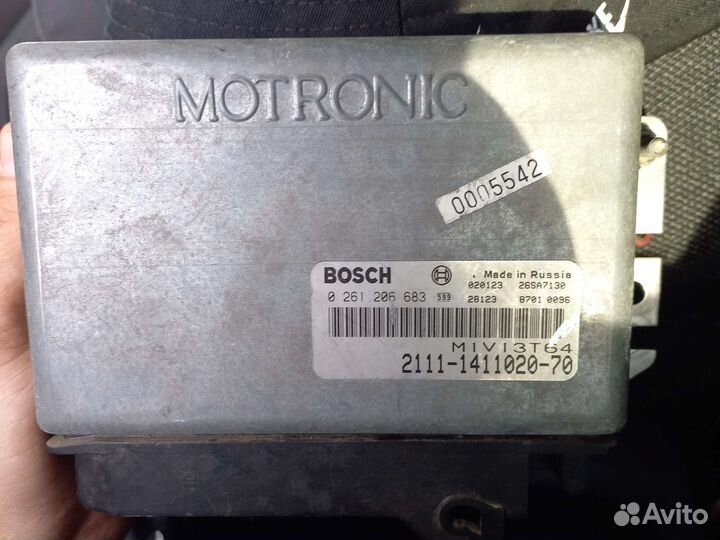 MOTRONIC
0005542
BOSCH
. Made in Russia
0 261 206 683 599
020123 26SA7130
28123 8701 0096
M1V13T64
2111-1411020-70
Avito